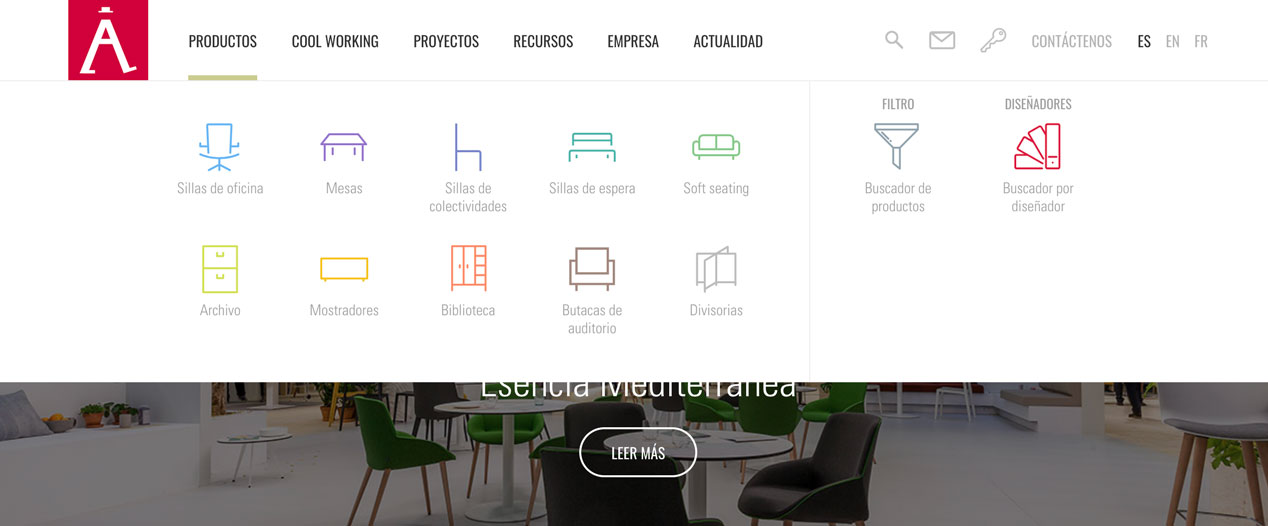 PRODUCTOS COOL WORKING PROYECTOS RECURSOS EMPRESA ACTUALIDAD CONTÁCTENOS ES EN FR
FILTRO DISEÑADORES
Sillas de oficina Mesas Sillas de colectividades Sillas de espera Soft seating
Buscador de productos Buscador por diseñador
Archivo Mostradores Biblioteca Butacas de auditorio Divisorias
Esencia Mediterránea
LEER MÁS